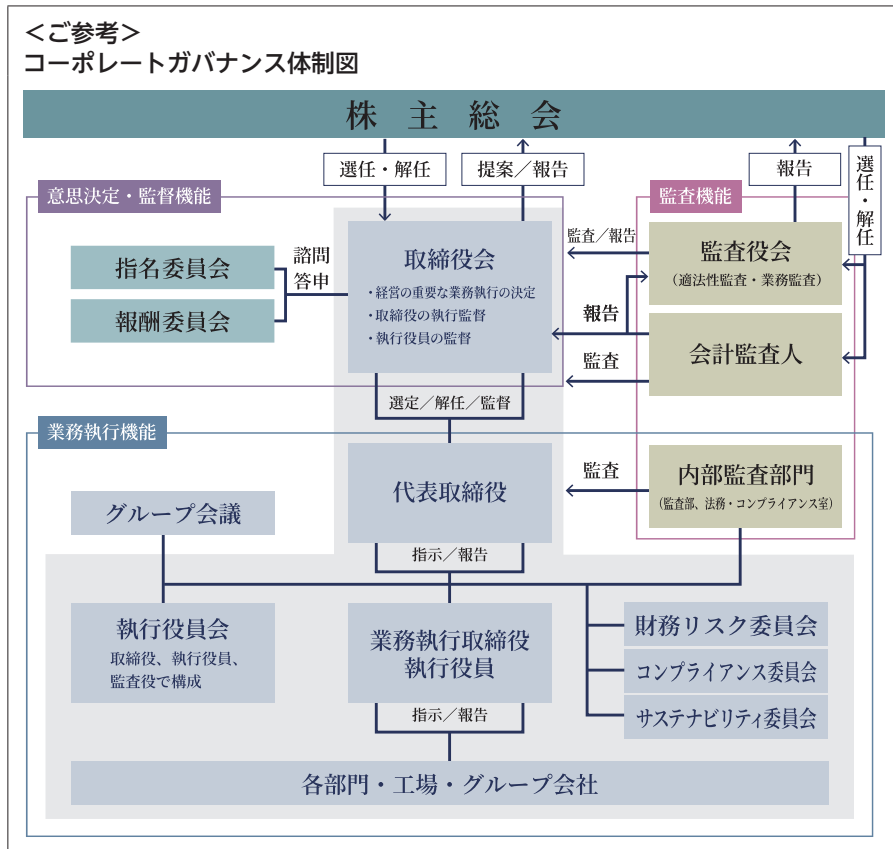 ＜ご参考＞
コーポレートガバナンス体制図
株主総会
選任・解任
提案／報告
報告
選任・解任
意思決定・監督機能
監査機能
指名委員会
報酬委員会
諮問
答申
取締役会
・経営の重要な業務執行の決定
・取締役の執行監督
・執行役員の監督
監査／報告
報告
監査
監査役会
（適法性監査・業務監査）
会計監査人
選定／解任／監督
業務執行機能
代表取締役
監査
内部監査部門
（監査部、法務・コンプライアンス室）
グループ会議
指示／報告
執行役員会
取締役、執行役員、
監査役で構成
業務執行取締役
執行役員
財務リスク委員会
コンプライアンス委員会
サステナビリティ委員会
指示／報告
各部門・工場・グループ会社